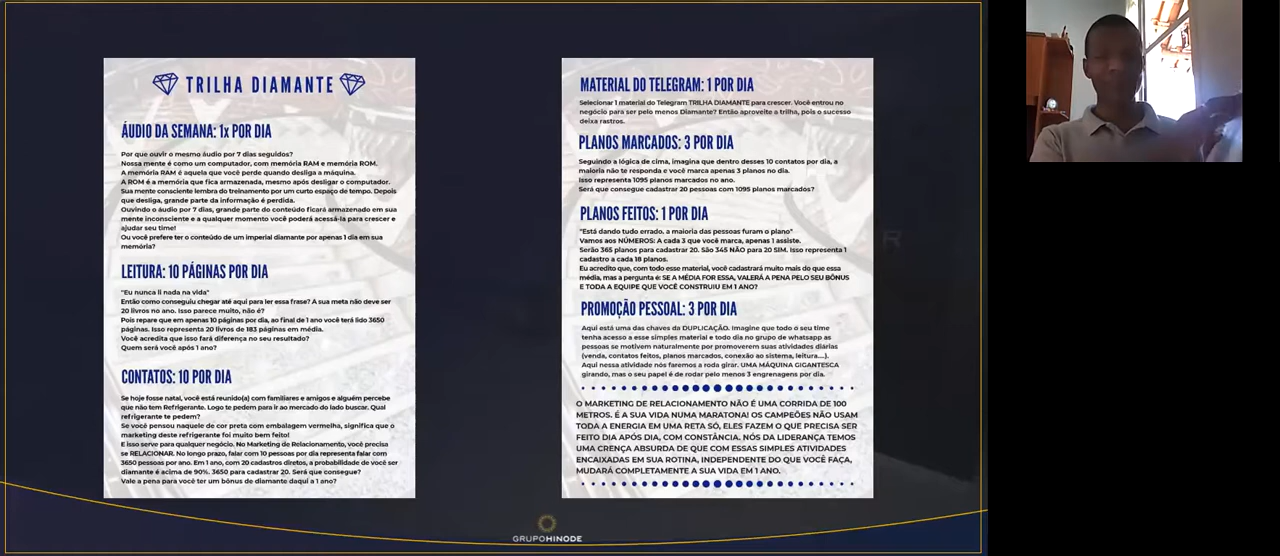 TRILHA DIAMANTE
ÁUDIO DA SEMANA: 1x POR DIA
Por que ouvir o mesmo áudio por 7 dias seguidos?
Nossa mente é como um computador, com memória RAM e memória ROM.
A memória RAM é aquela que você perde quando desliga a máquina.
A ROM é a memória que fica armazenada, mesmo após desligar o computador.
Sua mente consciente lembra do treinamento por um curto espaço de tempo. Depois
que desliga, grande parte da informação é perdida.
Ouvindo o áudio por 7 dias, grande parte do conteúdo ficará armazenado em sua
mente inconsciente e a qualquer momento você poderá acessá-la para crescer e
ajudar seu time!
Ou você prefere ter o conteúdo de um imperial diamante por apenas 1 dia em sua
memória?
LEITURA: 10 PÁGINAS POR DIA
"Eu nunca li nada na vida"
Então como conseguiu chegar até aqui para ler essa frase? A sua meta não deve ser
20 livros no ano. Isso parece muito, não é?
Pois repare que em apenas 10 páginas por dia, ao final de 1 ano você terá lido 3650
páginas. Isso representa 20 livros de 183 páginas em média.
Você acredita que isso fará diferença no seu resultado?
Quem será você após 1 ano?
CONTATOS: 10 POR DIA
Se hoje fosse natal, você está reunido(a) com familiares e amigos e alguém percebe
que não tem Refrigerante. Logo te pedem para ir ao mercado do lado buscar. Qual
refrigerante te pedem?
Se você pensou naquele de cor preta com embalagem vermelha, significa que o
marketing deste refrigerante foi muito bem feito!
E isso serve para qualquer negócio. No Marketing de Relacionamento, você precisa
se RELACIONAR. No longo prazo, falar com 10 pessoas por dia representa falar com
3650 pessoas por ano. Em 1 ano, com 20 cadastros diretos, a probabilidade de você ser
diamante é acima de 90%. 3650 para cadastrar 20. Será que consegue?
Vale a pena para você ter um bônus de diamante daqui a 1 ano?
MATERIAL DO TELEGRAM: 1 POR DIA
Selecionar 1 material do Telegram TRILHA DIAMANTE para crescer. Você entrou no
negócio para ser pelo menos Diamante? Então aproveite a trilha, pois o sucesso
deixa rastros.
PLANOS MARCADOS: 3 POR DIA
Seguindo a lógica de cima, imagina que dentro desses 10 contatos por dia, a
maioria não te responda e você marca apenas 3 planos no dia.
Isso representa 1095 planos marcados no ano.
Será que consegue cadastrar 20 pessoas com 1095 planos marcados?
PLANOS FEITOS: 1 POR DIA
"Está dando tudo errado, a maioria das pessoas furam o plano"
Vamos aos NÚMEROS: A cada 3 que você marca, apenas 1 assiste.
Serão 365 planos para cadastrar 20. São 345 NÃO para 20 SIM. Isso representa 1
cadastro a cada 18 planos.
Eu acredito que, com todo esse material, você cadastrará muito mais do que essa
média, mas a pergunta é: SE A MÉDIA FOR ESSA, VALERÁ A PENA PELO SEU BÔNUS
E TODA A EQUIPE QUE VOCÊ CONSTRUIU EM 1 ANO?
PROMOÇÃO PESSOAL: 3 POR DIA
Aqui está uma das chaves da DUPLICAÇÃO. Imagine que todo o seu time
tenha acesso a esse simples material e todo dia no grupo de whatsapp as
pessoas se motivem naturalmente por promoverem suas atividades diárias
(venda, contatos feitos, planos marcados, conexão ao sistema, leitura....).
Aqui nessa atividade nós faremos a roda girar. UMA MÁQUINA GIGANTESCA
girando, mas o seu papel é de rodar pelo menos 3 engrenagens por dia.
O MARKETING DE RELACIONAMENTO NÃO É UMA CORRIDA DE 100
METROS. É A SUA VIDA NUMA MARATONA! OS CAMPEÕES NÃO USAM
TODA A ENERGIA EM UMA RETA SÓ, ELES FAZEM O QUE PRECISA SER
FEITO DIA APÓS DIA, COM CONSTÂNCIA. NÓS DA LIDERANÇA TEMOS
UMA CRENÇA ABSURDA DE QUE COM ESSAS SIMPLES ATIVIDADES
ENCAIXADAS EM SUA ROTINA, INDEPENDENTE DO QUE VOCÊ FAÇA,
MUDARÁ COMPLETAMENTE A SUA VIDA EM 1 ANO.
GRUPOHINODE